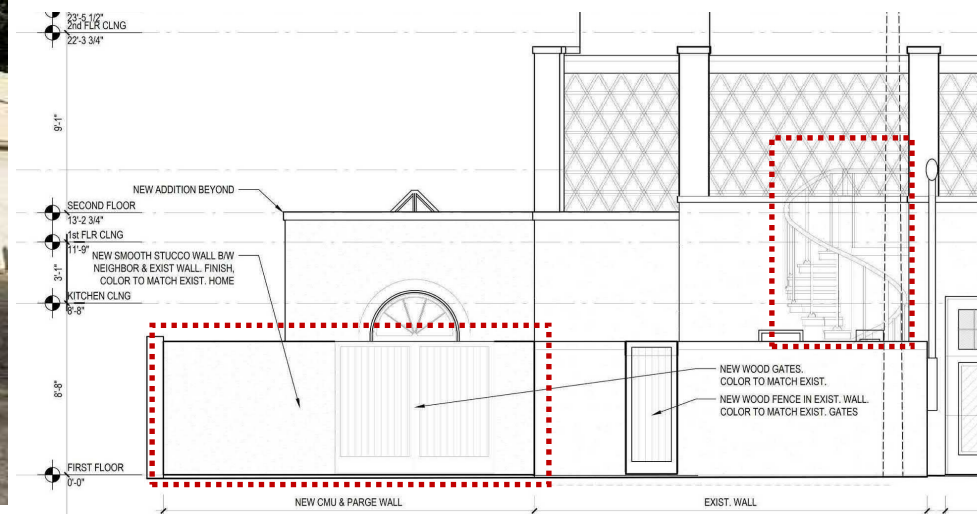 23'-5 1/2"
2nd FLR CLNG
22'-3 3/4"
9'-1"
NEW ADDITION BEYOND
SECOND FLOOR
13'-2 3/4"
1st FLR CLNG
11'-9"
NEW SMOOTH STUCCO WALL B/W
NEIGHBOR & EXIST WALL. FINISH,
COLOR TO MATCH EXIST. HOME
3'-1"
KITCHEN CLNG
8'-8"
8'-8"
NEW WOOD GATES.
COLOR TO MATCH EXIST.
NEW WOOD FENCE IN EXIST. WALL.
COLOR TO MATCH EXIST. GATES
FIRST FLOOR
0'-0"
NEW CMU & PARGE WALL
EXIST. WALL